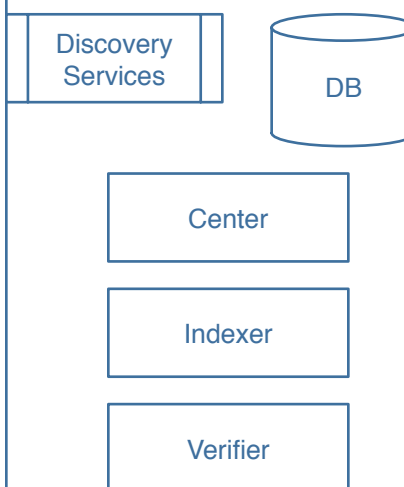 Discovery
Services
DB
Center
Indexer
Verifier